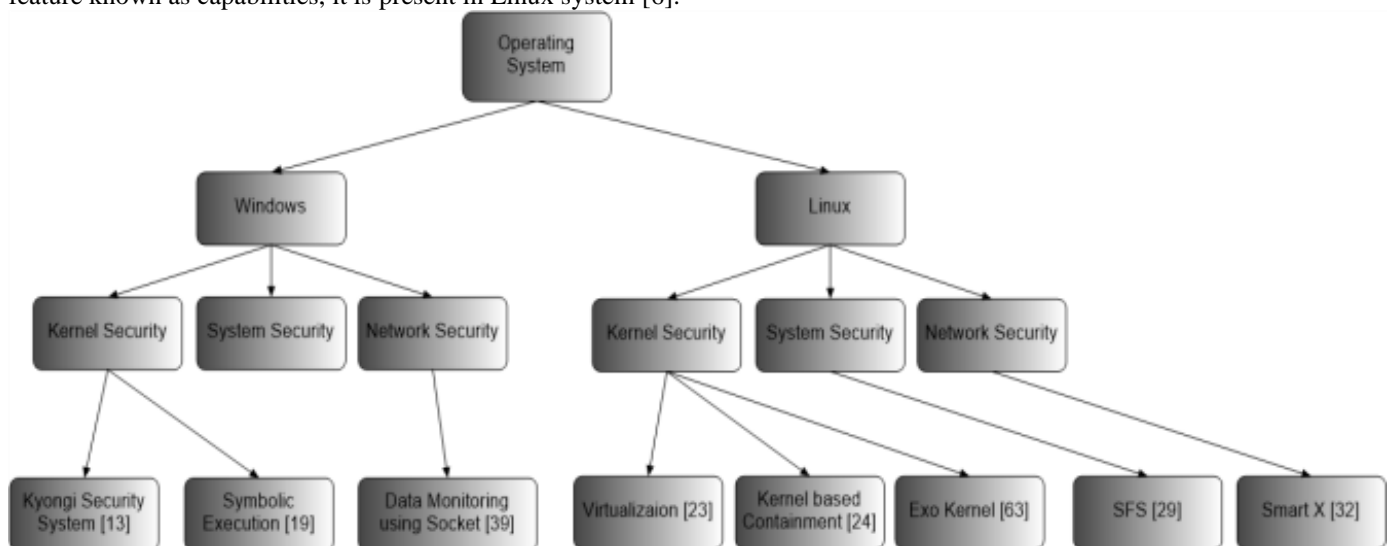 feature known as capabilities, it is present in Linux system [6].
Operating
System
Windows
Linux
Kernel Security
System Security
Network Security
Kernel Security
System Security
Network Security
Kyongi Security
System [13]
Symbolic
Execution [19]
Data Monitoring
using Socket [39]
Virtualizaion [23]
Kernel based
Containment [24]
Exo Kernel [63]
SFS [29]
Smart X [32]